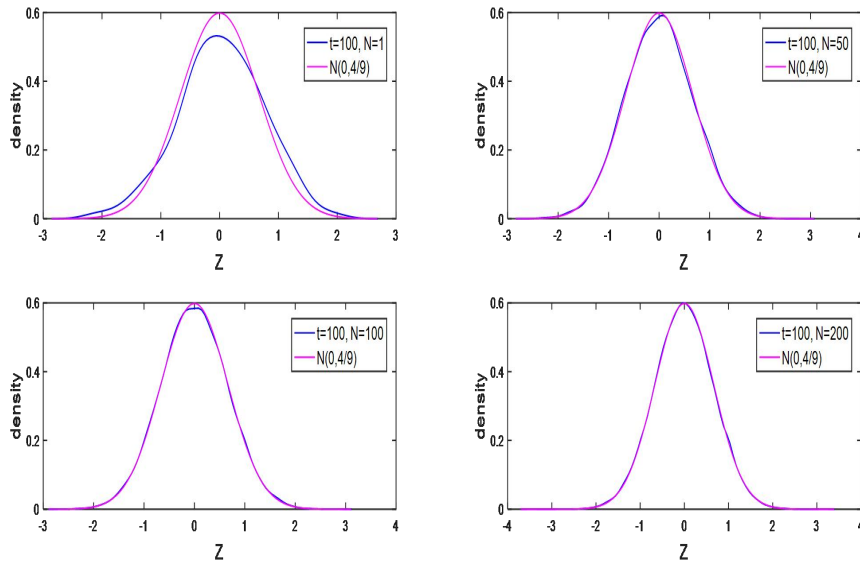 density
0.6
0.4
0.2
0
-3 -2 -1 0 1 2 3
Z
t=100, N=1
N(0,4/9)
density
0.6
0.4
0.2
0
-3 -2 -1 0 1 2 3 4
Z
t=100, N=50
N(0,4/9)
density
0.6
0.4
0.2
0
-3 -2 -1 0 1 2 3 4
Z
t=100, N=100
N(0,4/9)
density
0.6
0.4
0.2
0
-4 -3 -2 -1 0 1 2 3 4
Z
t=100, N=200
N(0,4/9)